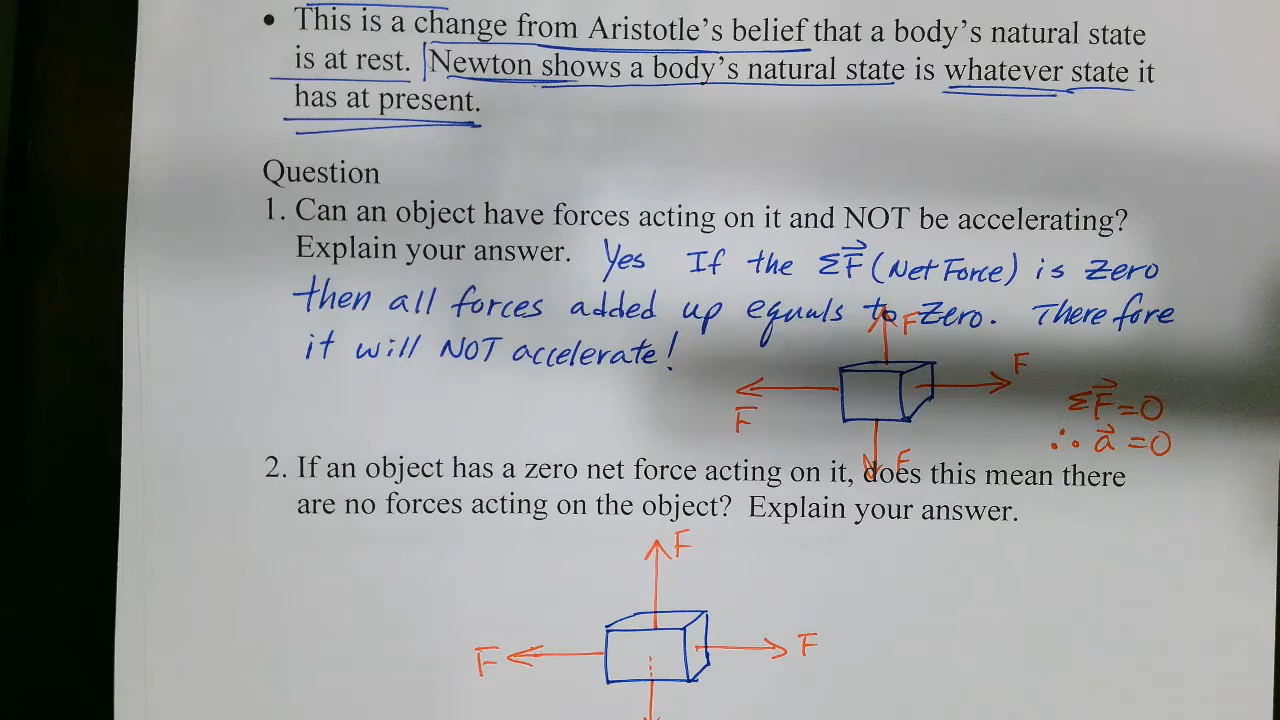 • This is a change from Aristotle's belief that a body's natural state
is at rest. Newton shows a body's natural state is whatever state it
has at present.
Question
1. Can an object have forces acting on it and NOT be accelerating?
Explain your answer. Yes If the ΣF⃗ (Net Force) is zero
then all forces added up equals to zero. Therefore
it will NOT accelerate!
F
F
F
F
ΣF⃗ = 0
∴ a⃗ = 0
2. If an object has a zero net force acting on it, does this mean there
are no forces acting on the object? Explain your answer.
F
F
F